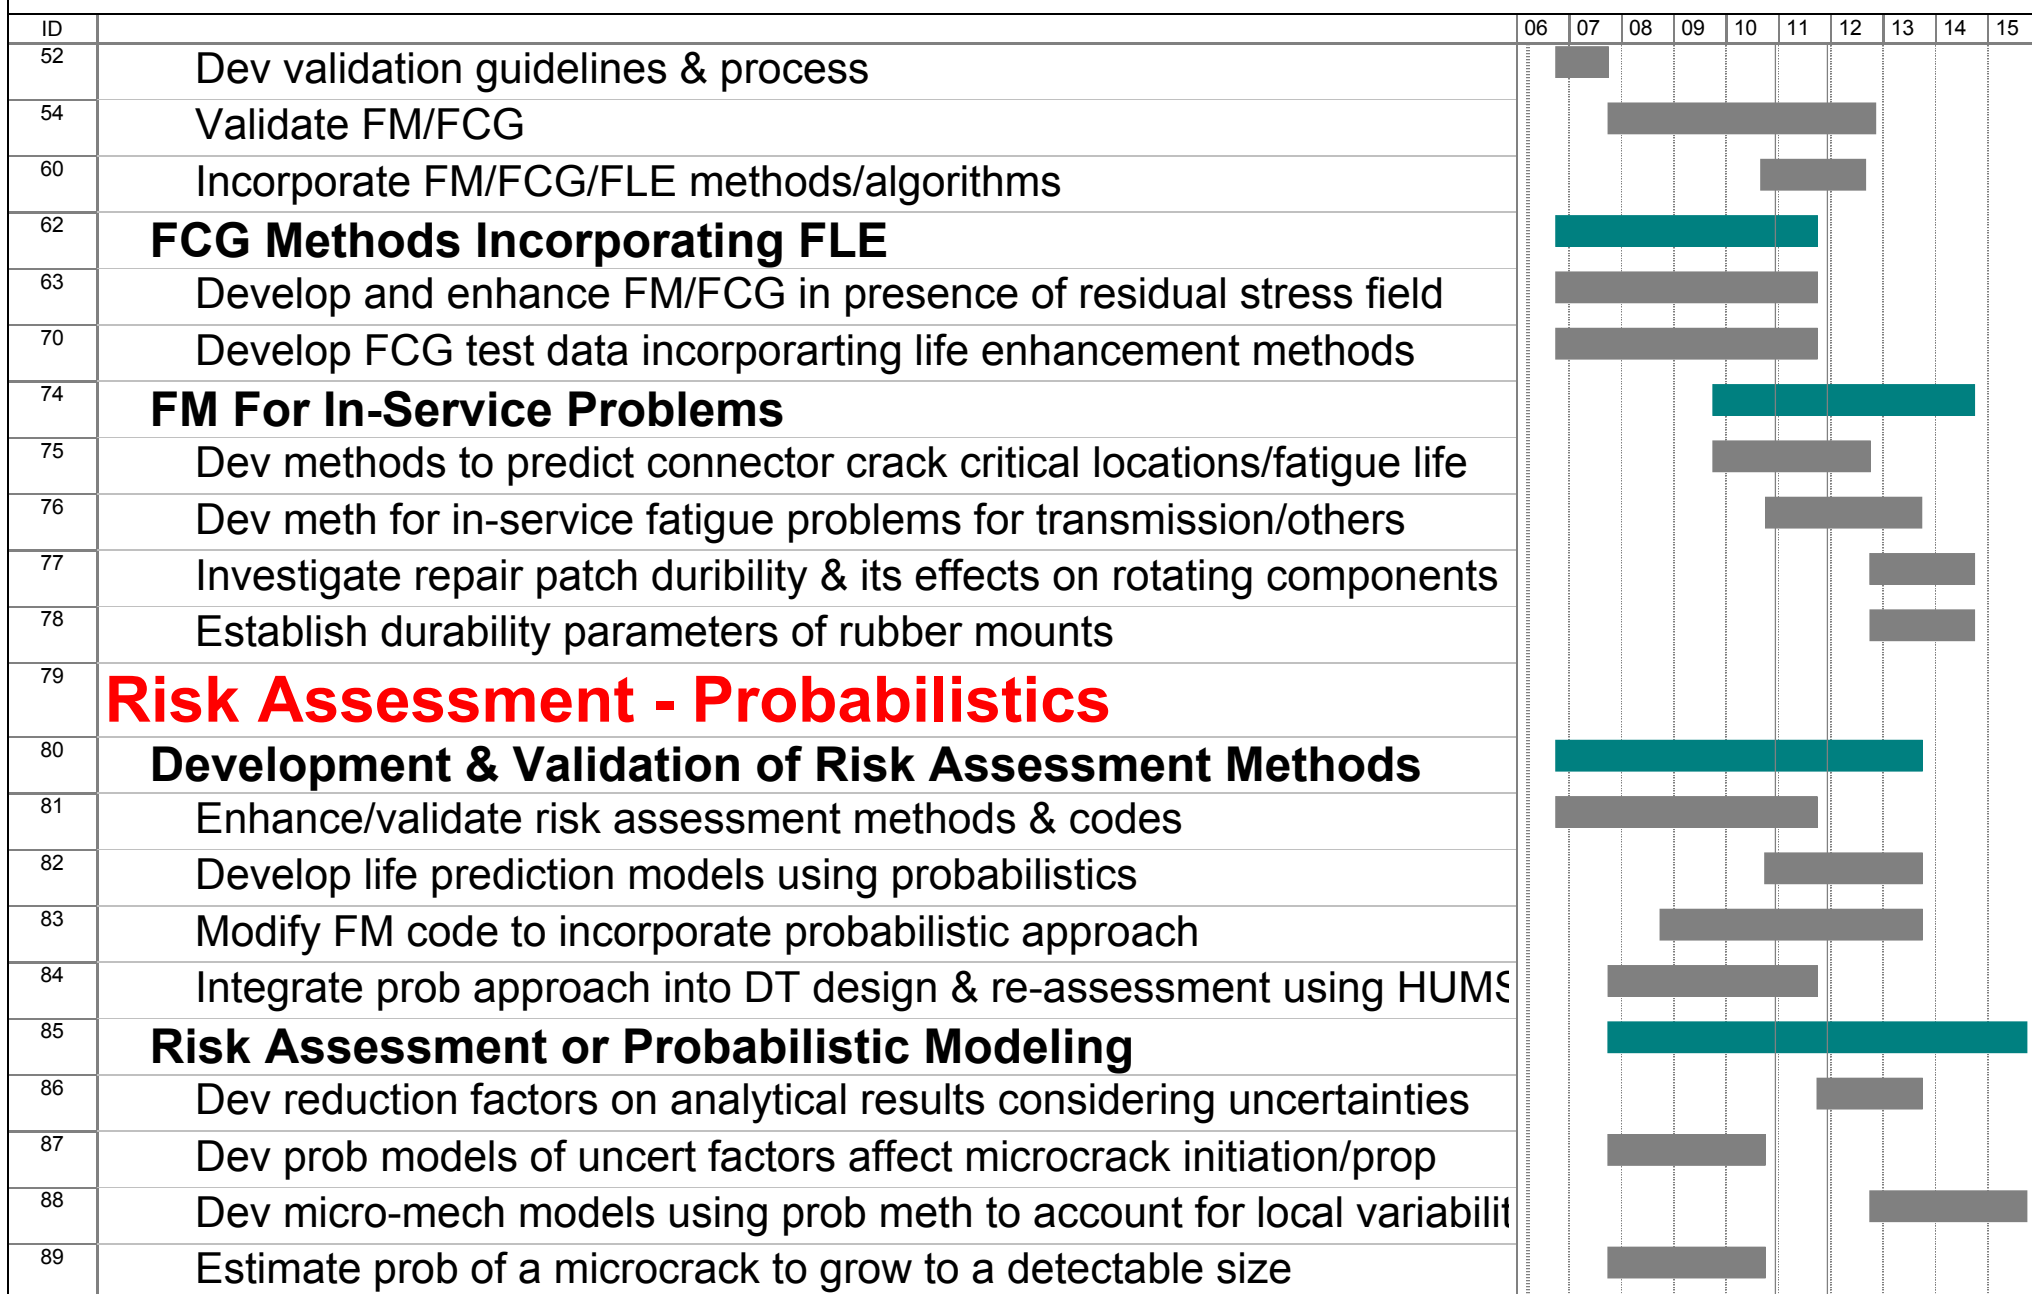 ID 06 07 08 09 10 11 12 13 14 15
52 Dev validation guidelines & process
54 Validate FM/FCG
60 Incorporate FM/FCG/FLE methods/algorithms
62 FCG Methods Incorporating FLE
63 Develop and enhance FM/FCG in presence of residual stress field
70 Develop FCG test data incorporarting life enhancement methods
74 FM For In-Service Problems
75 Dev methods to predict connector crack critical locations/fatigue life
76 Dev meth for in-service fatigue problems for transmission/others
77 Investigate repair patch duribility & its effects on rotating components
78 Establish durability parameters of rubber mounts
79 Risk Assessment - Probabilistics
80 Development & Validation of Risk Assessment Methods
81 Enhance/validate risk assessment methods & codes
82 Develop life prediction models using probabilistics
83 Modify FM code to incorporate probabilistic approach
84 Integrate prob approach into DT design & re-assessment using HUMS
85 Risk Assessment or Probabilistic Modeling
86 Dev reduction factors on analytical results considering uncertainties
87 Dev prob models of uncert factors affect microcrack initiation/prop
88 Dev micro-mech models using prob meth to account for local variabilit
89 Estimate prob of a microcrack to grow to a detectable size